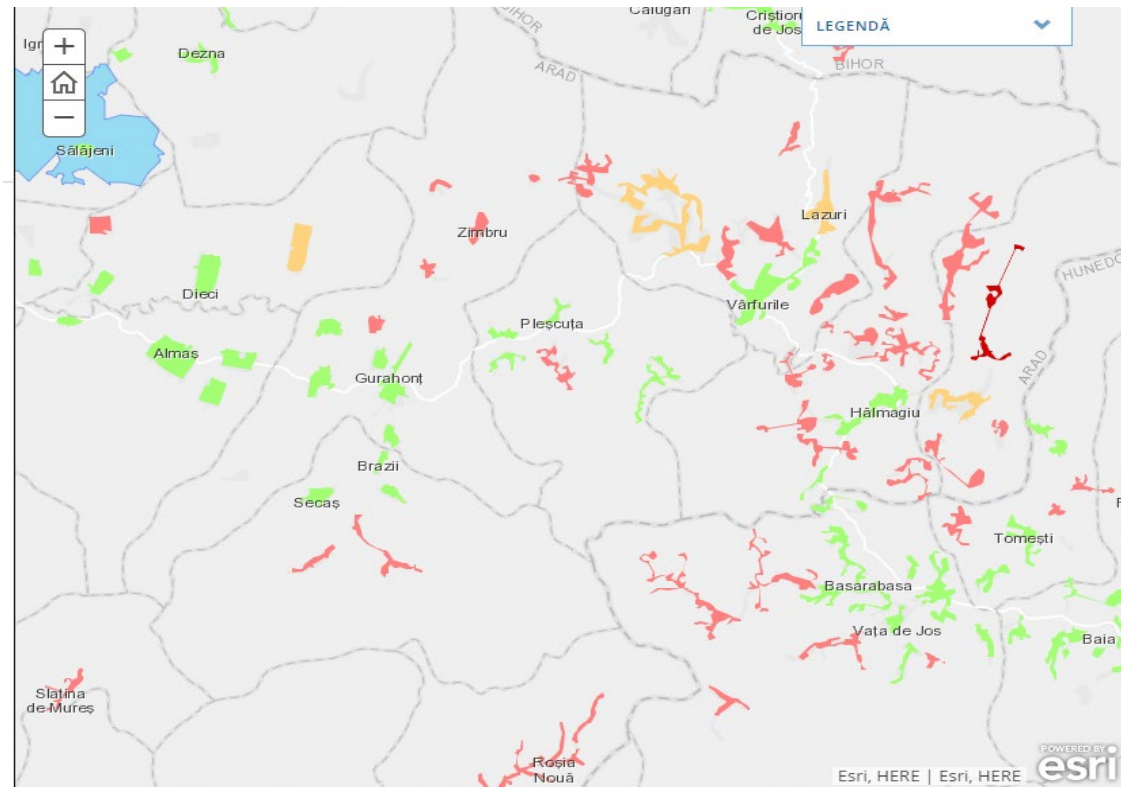 Călugări
Criștioru
de Jos
LEGENDĂ
+
Dezna
BIHOR
ARAD
BIHOR
−
Sălăjeni
Lazuri
Zimbru
HUNEDO
Dieci
Vârfurile
Pleșcuța
Almaș
ARAD
Gurahonț
Hălmagiu
Brazii
Secaș
Tomești
Basarabasa
Vața de Jos
Baia
Slatina
de Mureș
Roșia
Nouă
POWERED BY
esri
Esri, HERE | Esri, HERE